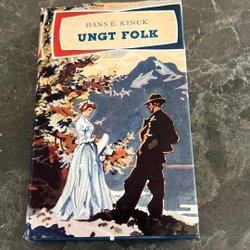 HANS E. KINCK
UNGT FOLK